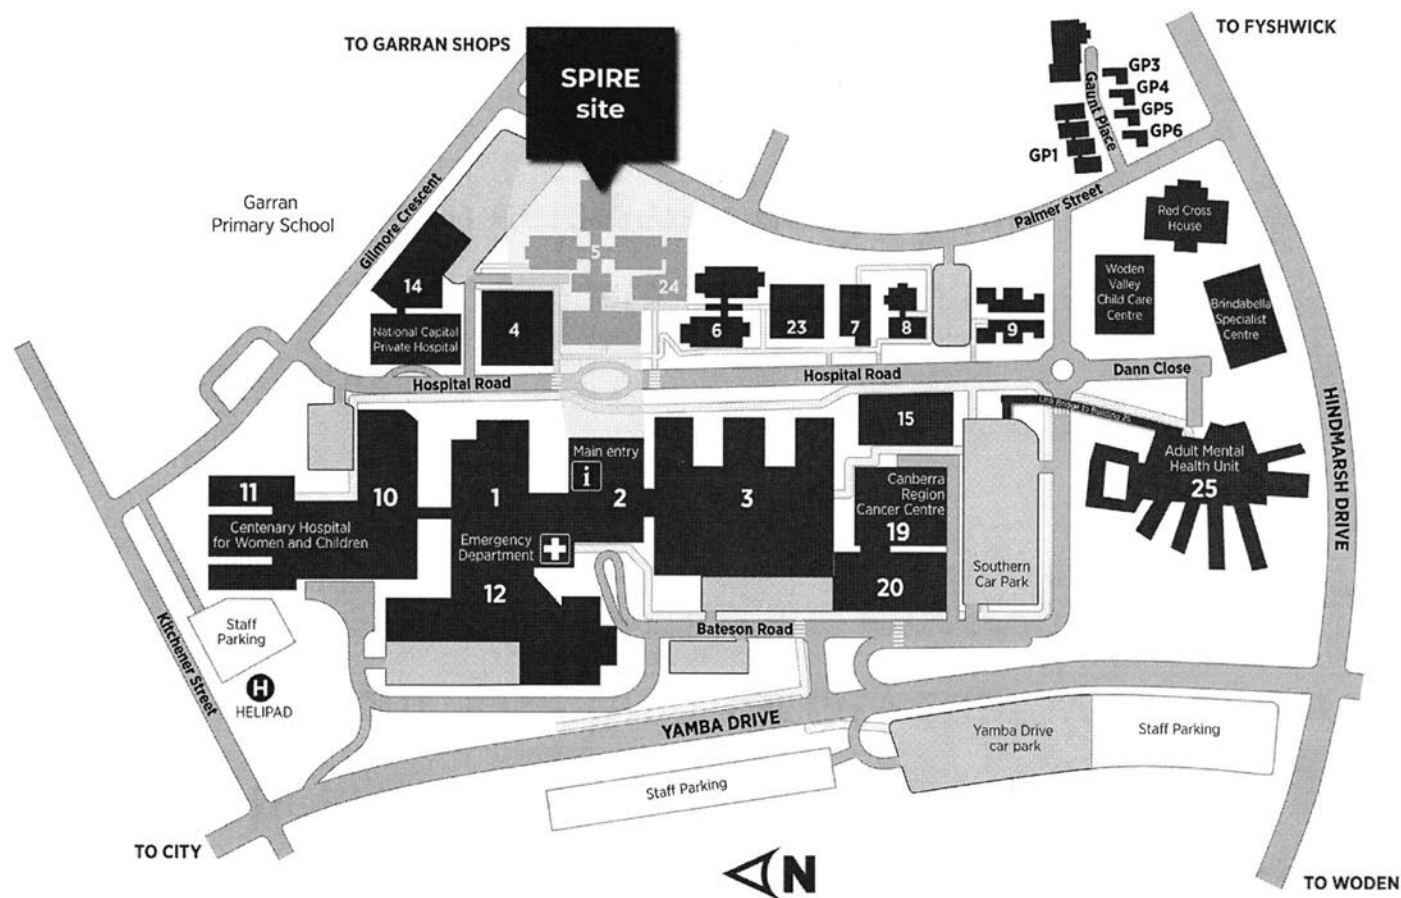 TO GARRAN SHOPS
SPIRE
site
TO FYSHWICK
GP3
GP4
GP5
GP6
GP1
Gaunt Place
Garran
Primary School
Gilmore Crescent
Palmer Street
Red Cross
House
Woden
Valley
Child Care
Centre
Brindabella
Specialist
Centre
14
National Capital
Private Hospital
4
5
24
6
23
7
8
9
Hospital Road
Hospital Road
Dann Close
HINDMARSH DRIVE
Link Bridge to Building 25
15
Main entry
i
11
10
1
2
3
Canberra
Region
Cancer Centre
19
Adult Mental
Health Unit
25
Centenary Hospital
for Women and Children
Emergency
Department
12
20
Southern
Car Park
Bateson Road
Staff
Parking
Kitchener Street
H
HELIPAD
YAMBA DRIVE
Yamba Drive
car park
Staff Parking
Staff Parking
TO CITY
N
TO WODEN